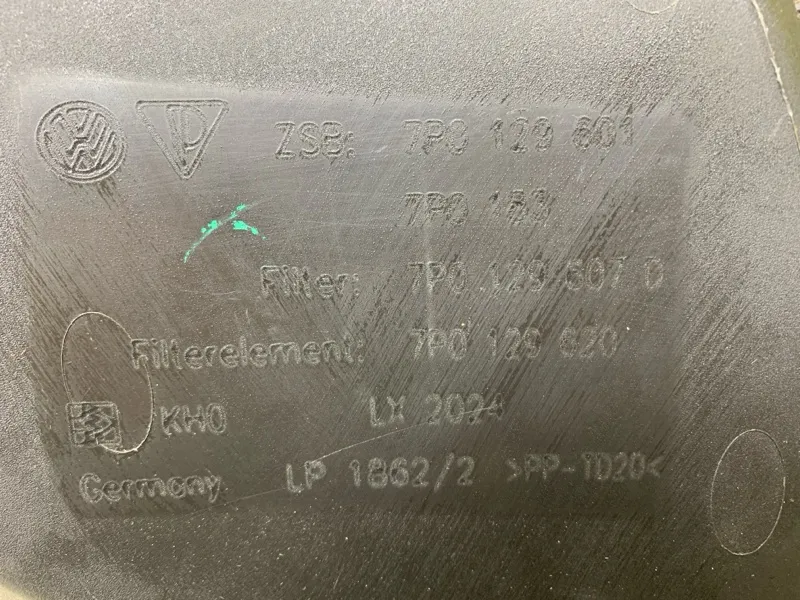 ZSB: 7P0 129 601
7P0 183
Filter: 7P0 129 607 D
Filterelement: 7P0 129 620
KWO LX 2024
Germany LP 1862/2 >PP-TD20<